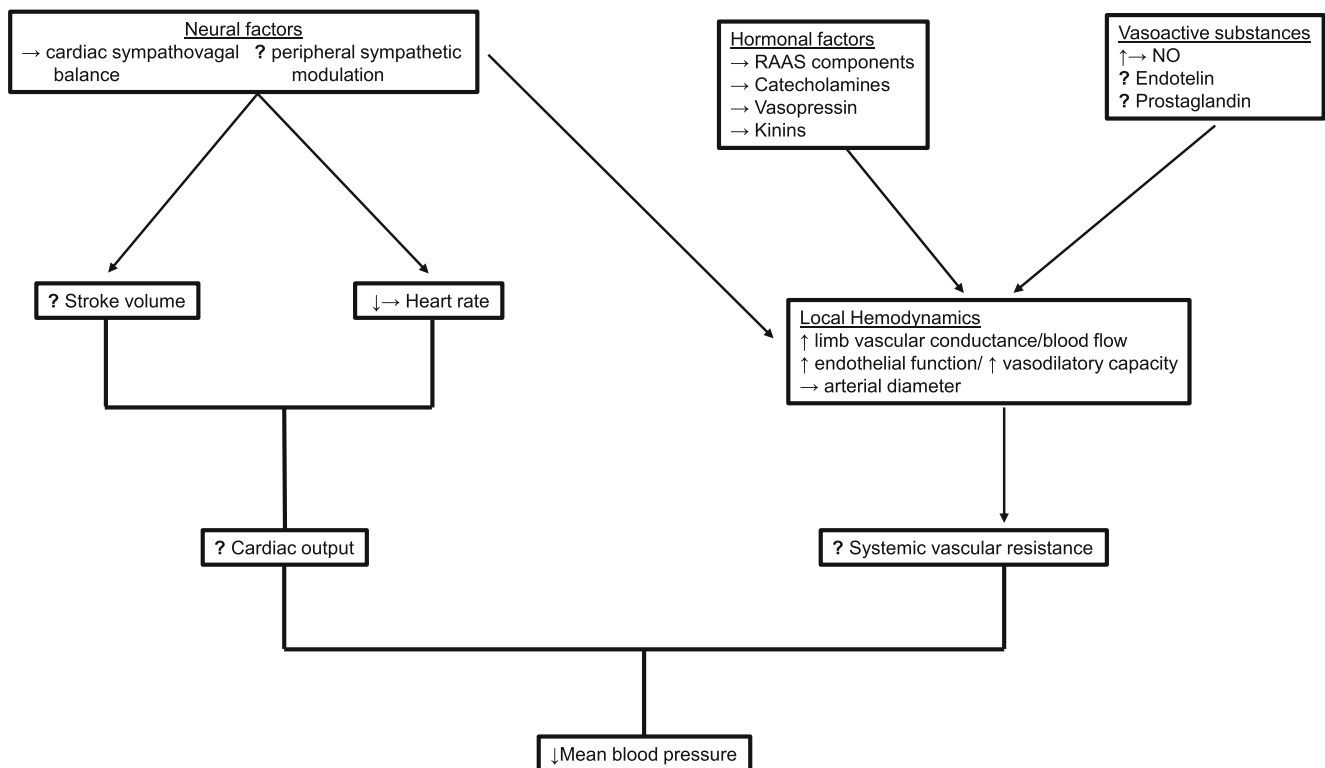 Neural factors
→ cardiac sympathovagal ? peripheral sympathetic
balance modulation
Hormonal factors
→ RAAS components
→ Catecholamines
→ Vasopressin
→ Kinins
Vasoactive substances
↑→ NO
? Endotelin
? Prostaglandin
? Stroke volume
↓→ Heart rate
Local Hemodynamics
↑ limb vascular conductance/blood flow
↑ endothelial function/ ↑ vasodilatory capacity
→ arterial diameter
? Cardiac output
? Systemic vascular resistance
↓Mean blood pressure